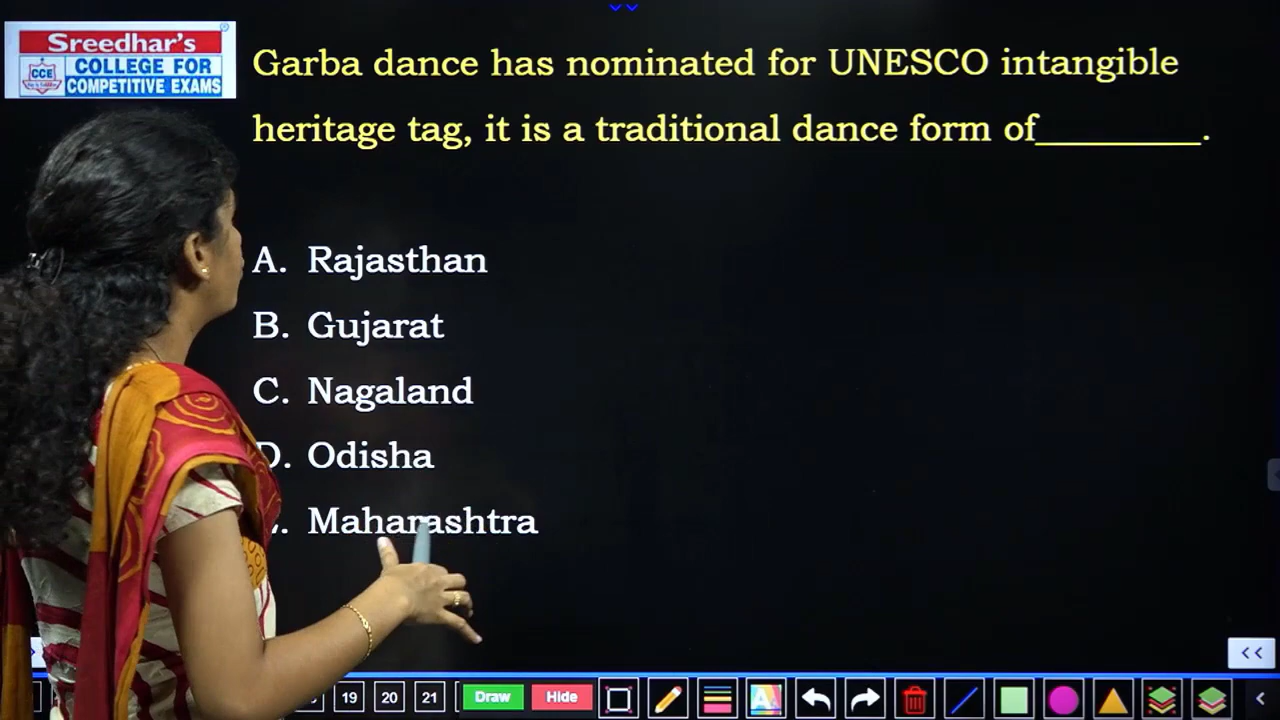 Sreedhar's
COLLEGE FOR
CCE
COMPETITIVE EXAMS
Garba dance has nominated for UNESCO intangible
heritage tag, it is a traditional dance form of_________.
A. Rajasthan
B. Gujarat
C. Nagaland
D. Odisha
Maharashtra
19 20 21 Draw Hide